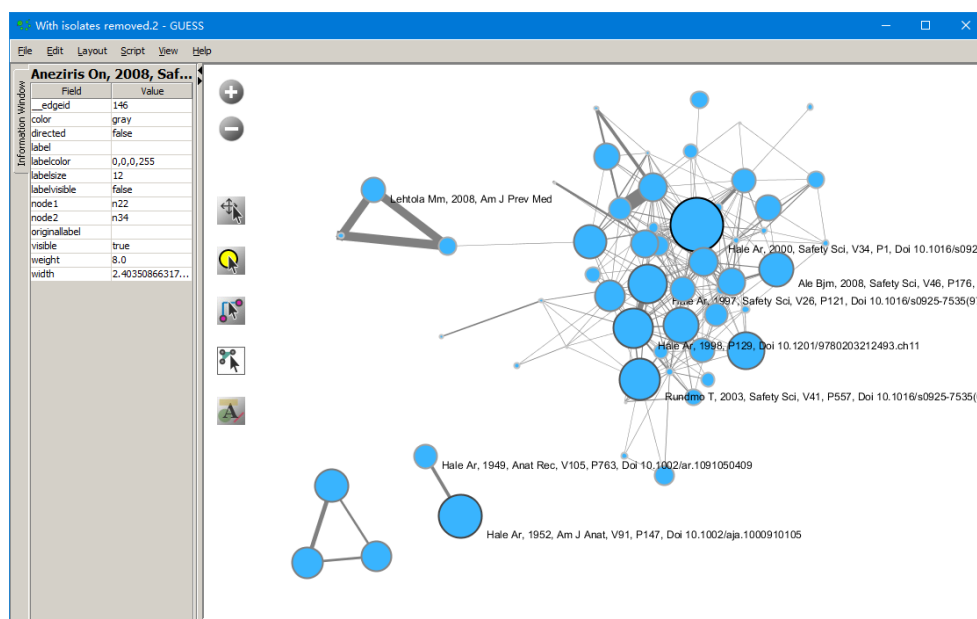 With isolates removed.2 - GUESS
File Edit Layout Script View Help
Information Window
Aneziris On, 2008, Saf...
Field Value
__edgeid 146
color gray
directed false
label
labelcolor 0,0,0,255
labelsize 12
labelvisible false
node1 n22
node2 n34
originallabel
visible true
weight 8.0
width 2.40350866317...
Lehtola Mm, 2008, Am J Prev Med
Hale Ar, 2000, Safety Sci, V34, P1, Doi 10.1016/s092
Ale Bjm, 2008, Safety Sci, V46, P176,
Hale Ar, 1997, Safety Sci, V26, P121, Doi 10.1016/s0925-7535(97
Hale Ar, 1998, P129, Doi 10.1201/9780203212493.ch11
Rundmo T, 2003, Safety Sci, V41, P557, Doi 10.1016/s0925-7535(
Hale Ar, 1949, Anat Rec, V105, P763, Doi 10.1002/ar.1091050409
Hale Ar, 1952, Am J Anat, V91, P147, Doi 10.1002/aja.1000910105
A